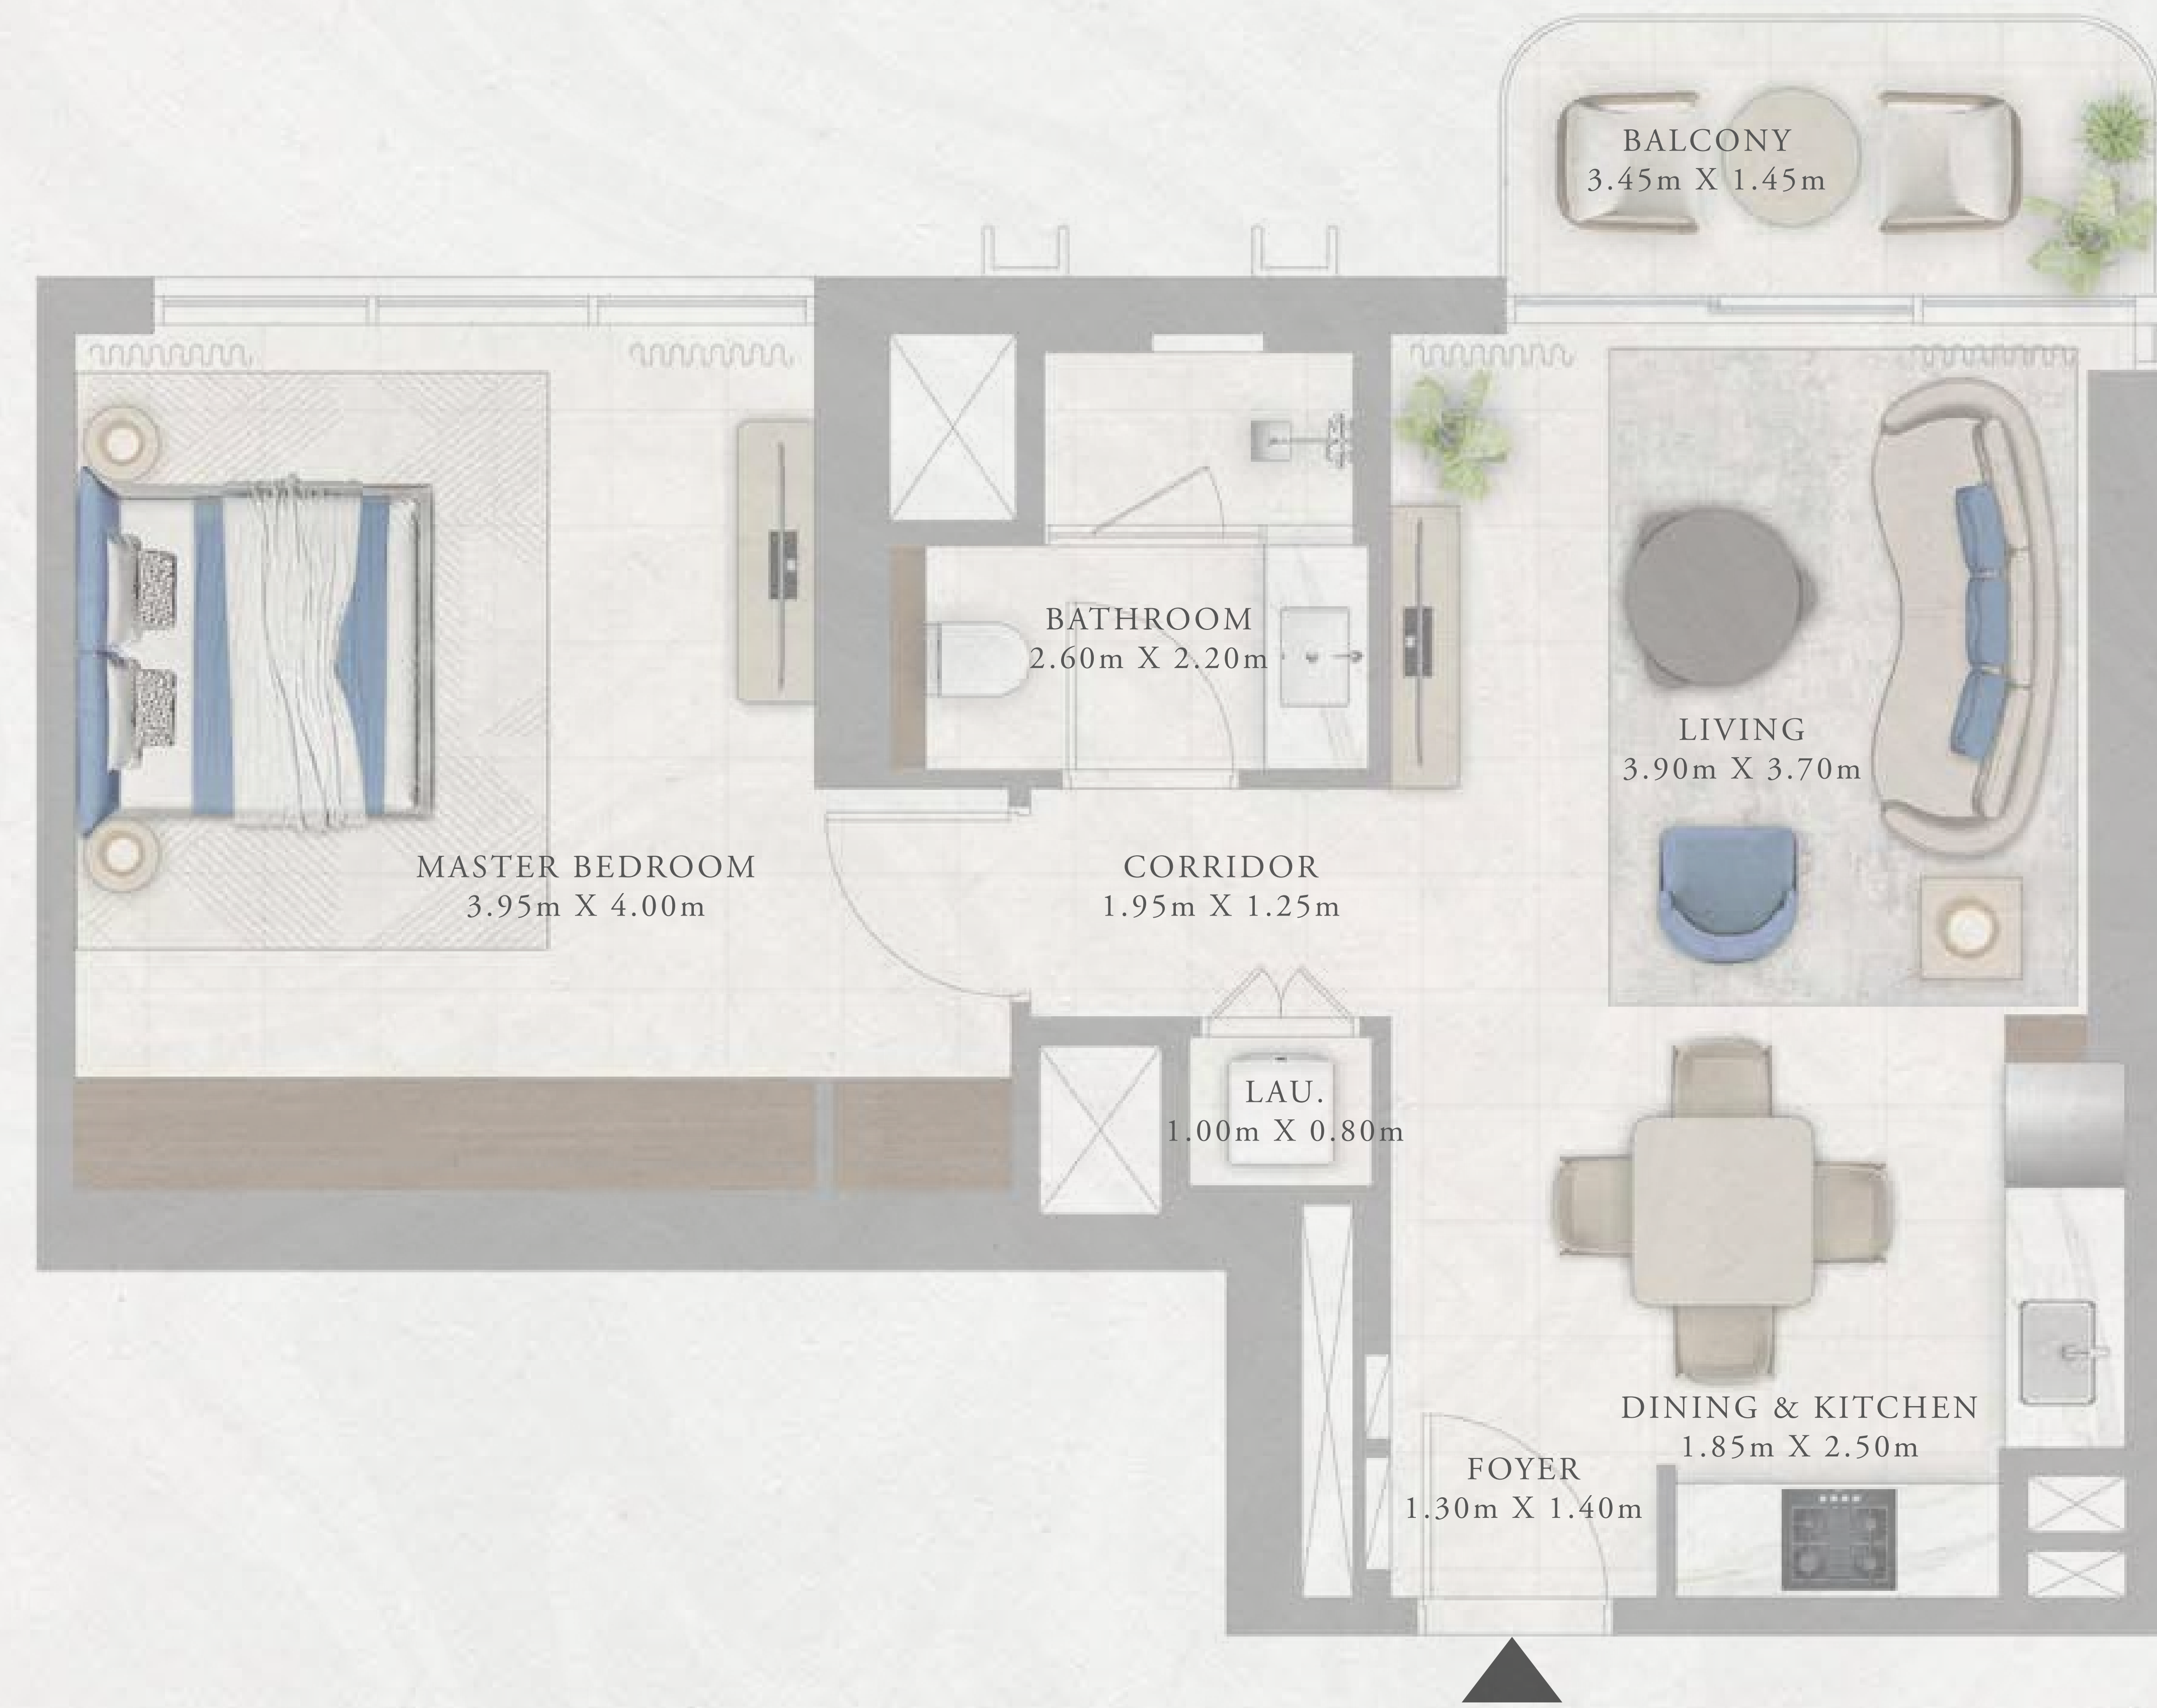 BALCONY
3.45m X 1.45m
BATHROOM
2.60m X 2.20m
LIVING
3.90m X 3.70m
MASTER BEDROOM
3.95m X 4.00m
CORRIDOR
1.95m X 1.25m
LAU.
1.00m X 0.80m
DINING & KITCHEN
1.85m X 2.50m
FOYER
1.30m X 1.40m